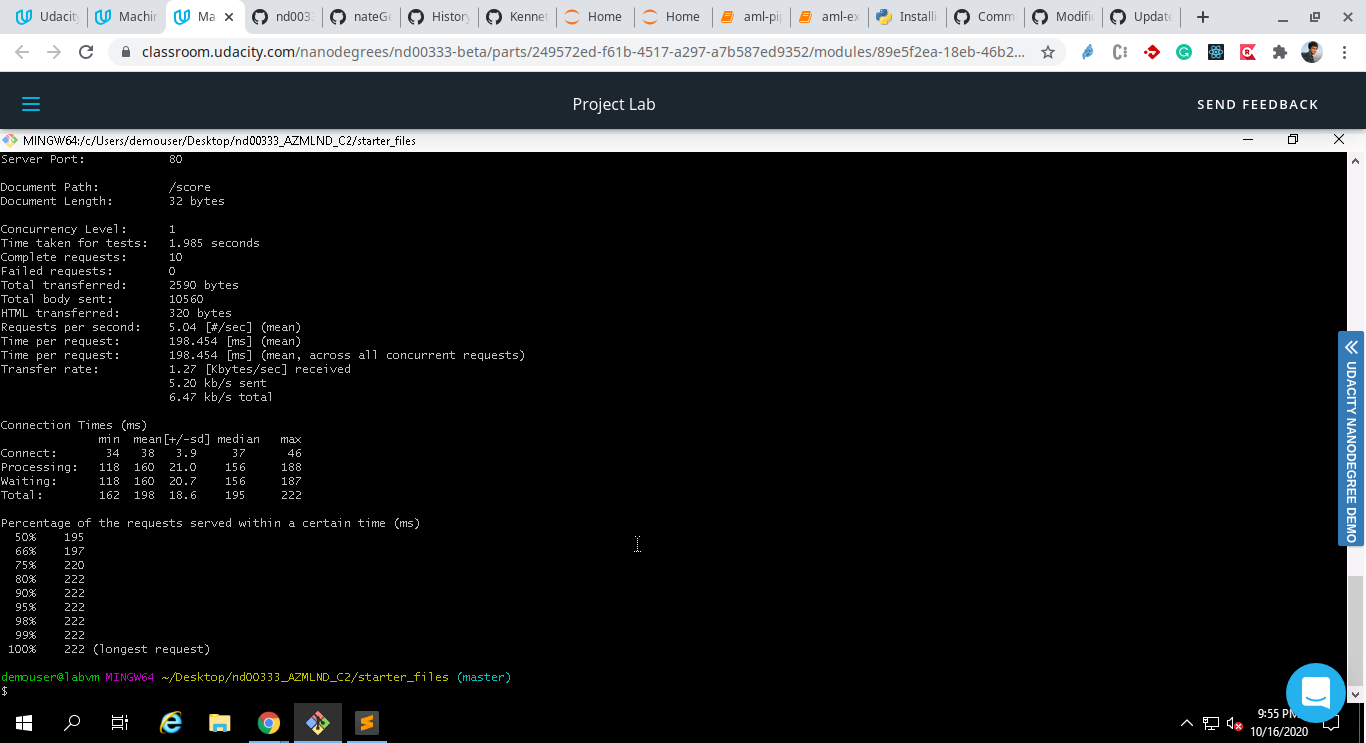 Udacity
Machin
Ma
nd003
nateGe
History
Kennet
Home
Home
aml-pip
aml-ex
Installi
Comm
Modifi
Update
classroom.udacity.com/nanodegrees/nd00333-beta/parts/249572ed-f61b-4517-a297-a7b587ed9352/modules/89e5f2ea-18eb-46b2...
Project Lab
SEND FEEDBACK
MINGW64:/c/Users/demouser/Desktop/nd00333_AZMLND_C2/starter_files
Server Port: 80
Document Path: /score
Document Length: 32 bytes
Concurrency Level: 1
Time taken for tests: 1.985 seconds
Complete requests: 10
Failed requests: 0
Total transferred: 2590 bytes
Total body sent: 10560
HTML transferred: 320 bytes
Requests per second: 5.04 [#/sec] (mean)
Time per request: 198.454 [ms] (mean)
Time per request: 198.454 [ms] (mean, across all concurrent requests)
Transfer rate: 1.27 [Kbytes/sec] received
5.20 kb/s sent
6.47 kb/s total
Connection Times (ms)
min mean[+/-sd] median max
Connect: 34 38 3.9 37 46
Processing: 118 160 21.0 156 188
Waiting: 118 160 20.7 156 187
Total: 162 198 18.6 195 222
Percentage of the requests served within a certain time (ms)
50% 195
66% 197
75% 220
80% 222
90% 222
95% 222
98% 222
99% 222
100% 222 (longest request)
demouser@labvm MINGW64 ~/Desktop/nd00333_AZMLND_C2/starter_files (master)
$
UDACITY NANODEGREE DEMO
9:55 PM
10/16/2020